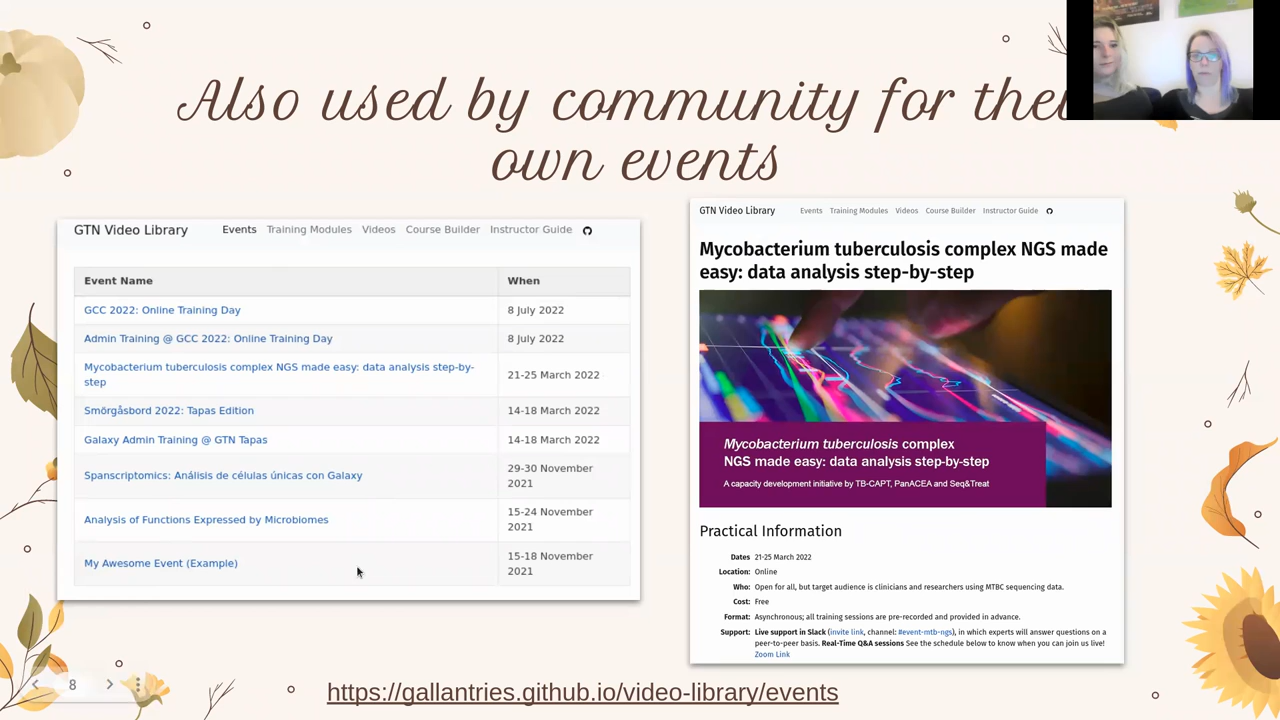 Also used by community for thei
own events
GTN Video Library Events Training Modules Videos Course Builder Instructor Guide
Event Name When
GCC 2022: Online Training Day 8 July 2022
Admin Training @ GCC 2022: Online Training Day 8 July 2022
Mycobacterium tuberculosis complex NGS made easy: data analysis step-by-
step 21-25 March 2022
Smörgåsbord 2022: Tapas Edition 14-18 March 2022
Galaxy Admin Training @ GTN Tapas 14-18 March 2022
Spanscriptomics: Análisis de células únicas con Galaxy 29-30 November
2021
Analysis of Functions Expressed by Microbiomes 15-24 November
2021
My Awesome Event (Example) 15-18 November
2021
GTN Video Library Events Training Modules Videos Course Builder Instructor Guide
Mycobacterium tuberculosis complex NGS made
easy: data analysis step-by-step
Mycobacterium tuberculosis complex
NGS made easy: data analysis step-by-step
A capacity development initiative by TB-CAPT, PanACEA and Seq&Treat
Practical Information
Dates 21-25 March 2022
Location: Online
Who: Open for all, but target audience is clinicians and researchers using MTBC sequencing data.
Cost: Free
Format: Asynchronous; all training sessions are pre-recorded and provided in advance.
Support: Live support in Slack (invite link, channel: #event-mtb-ngs), in which experts will answer questions on a
peer-to-peer basis. Real-Time Q&A sessions See the schedule below to know when you can join us live!
Zoom Link
8
https://gallantries.github.io/video-library/events